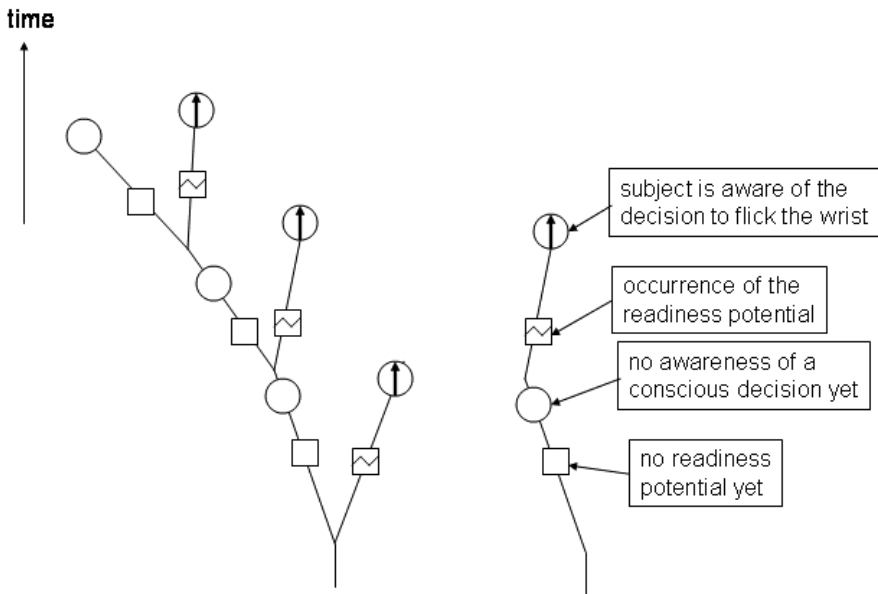 time
subject is aware of the
decision to flick the wrist
occurrence of the
readiness potential
no awareness of a
conscious decision yet
no readiness
potential yet